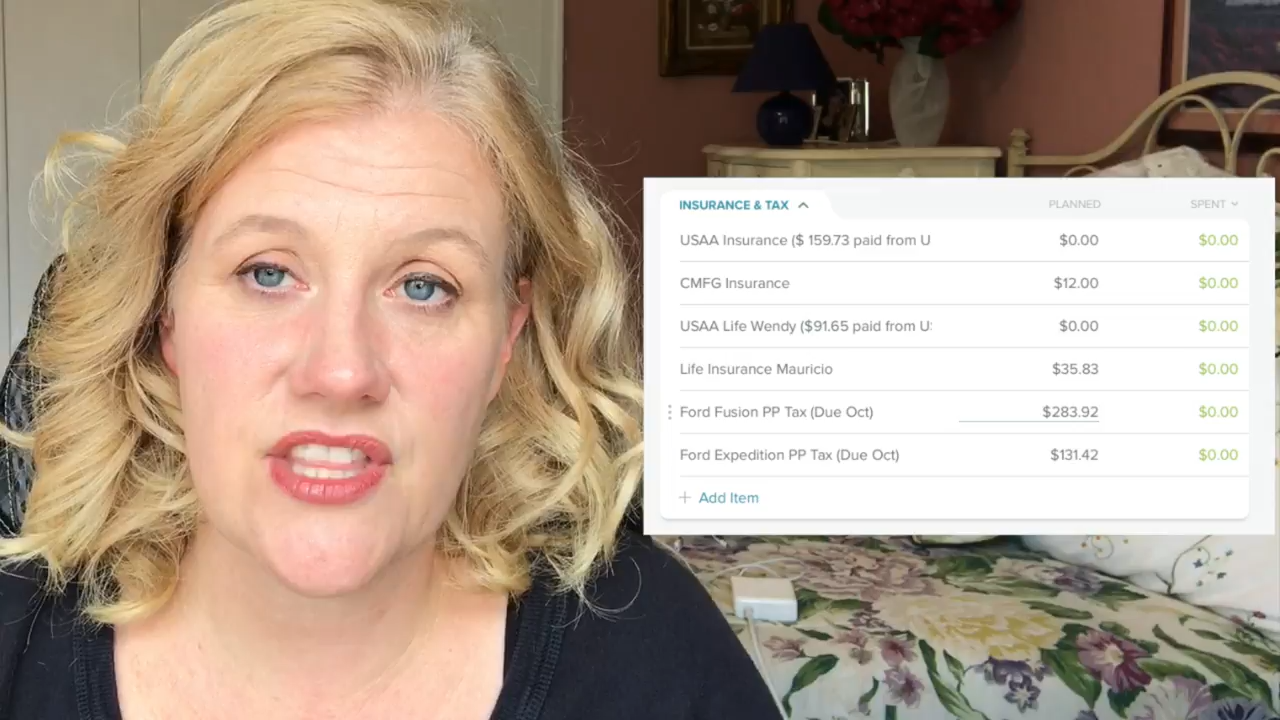 INSURANCE & TAX PLANNED SPENT
USAA Insurance ($ 159.73 paid from U $0.00 $0.00
CMFG Insurance $12.00 $0.00
USAA Life Wendy ($91.65 paid from U $0.00 $0.00
Life Insurance Mauricio $35.83 $0.00
Ford Fusion PP Tax (Due Oct) $283.92 $0.00
Ford Expedition PP Tax (Due Oct) $131.42 $0.00
+ Add Item